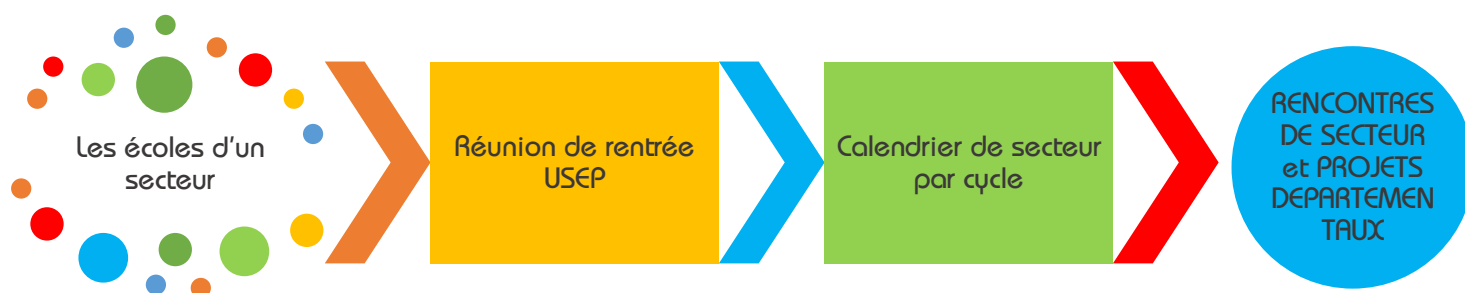 Les écoles d'un
secteur
Réunion de rentrée
USEP
Calendrier de secteur
par cycle
RENCONTRES
DE SECTEUR
et PROJETS
DEPARTEMEN
TAUX